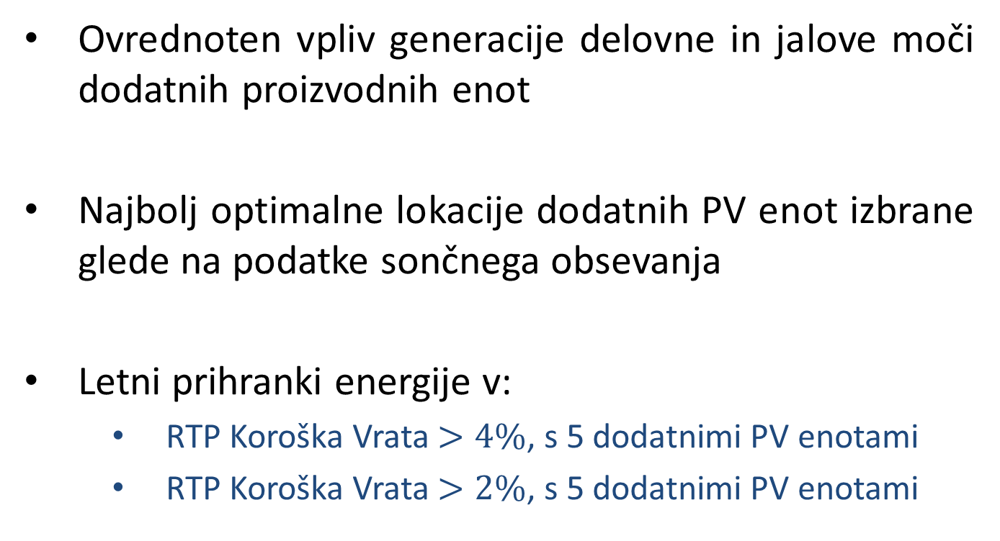 • Ovrednoten vpliv generacije delovne in jalove moči
dodatnih proizvodnih enot
• Najbolj optimalne lokacije dodatnih PV enot izbrane
glede na podatke sončnega obsevanja
• Letni prihranki energije v:
• RTP Koroška Vrata > 4%, s 5 dodatnimi PV enotami
• RTP Koroška Vrata > 2%, s 5 dodatnimi PV enotami